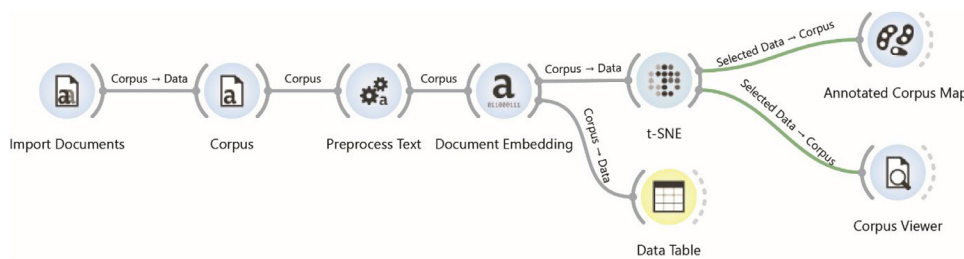 Selected Data → Corpus
Annotated Corpus Map
Corpus → Data
Corpus
Corpus
Corpus → Data
a
a
a
a
011000111
Import Documents
Corpus
Preprocess Text
Document Embedding
t-SNE
Corpus → Data
Selected Data → Corpus
Data Table
Corpus Viewer